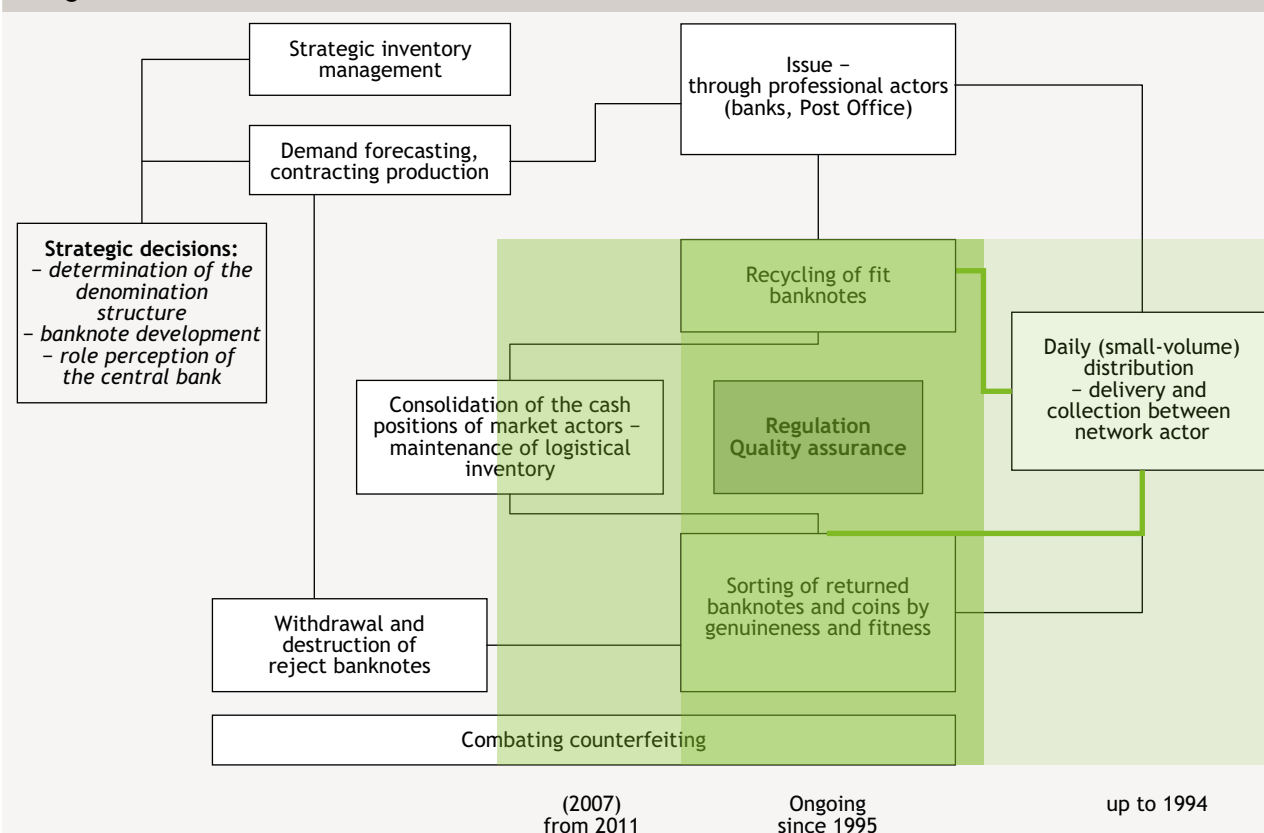 Strategic inventory
management
Issue –
through professional actors
(banks, Post Office)
Demand forecasting,
contracting production
Strategic decisions:
– determination of the
denomination
structure
– banknote development
– role perception of
the central bank
Recycling of fit
banknotes
Daily (small-volume)
distribution
– delivery and
collection between
network actor
Consolidation of the cash
positions of market actors –
maintenance of logistical
inventory
Regulation
Quality assurance
Sorting of returned
banknotes and coins by
genuineness and fitness
Withdrawal and
destruction of
reject banknotes
Combating counterfeiting
(2007)
from 2011
Ongoing
since 1995
up to 1994